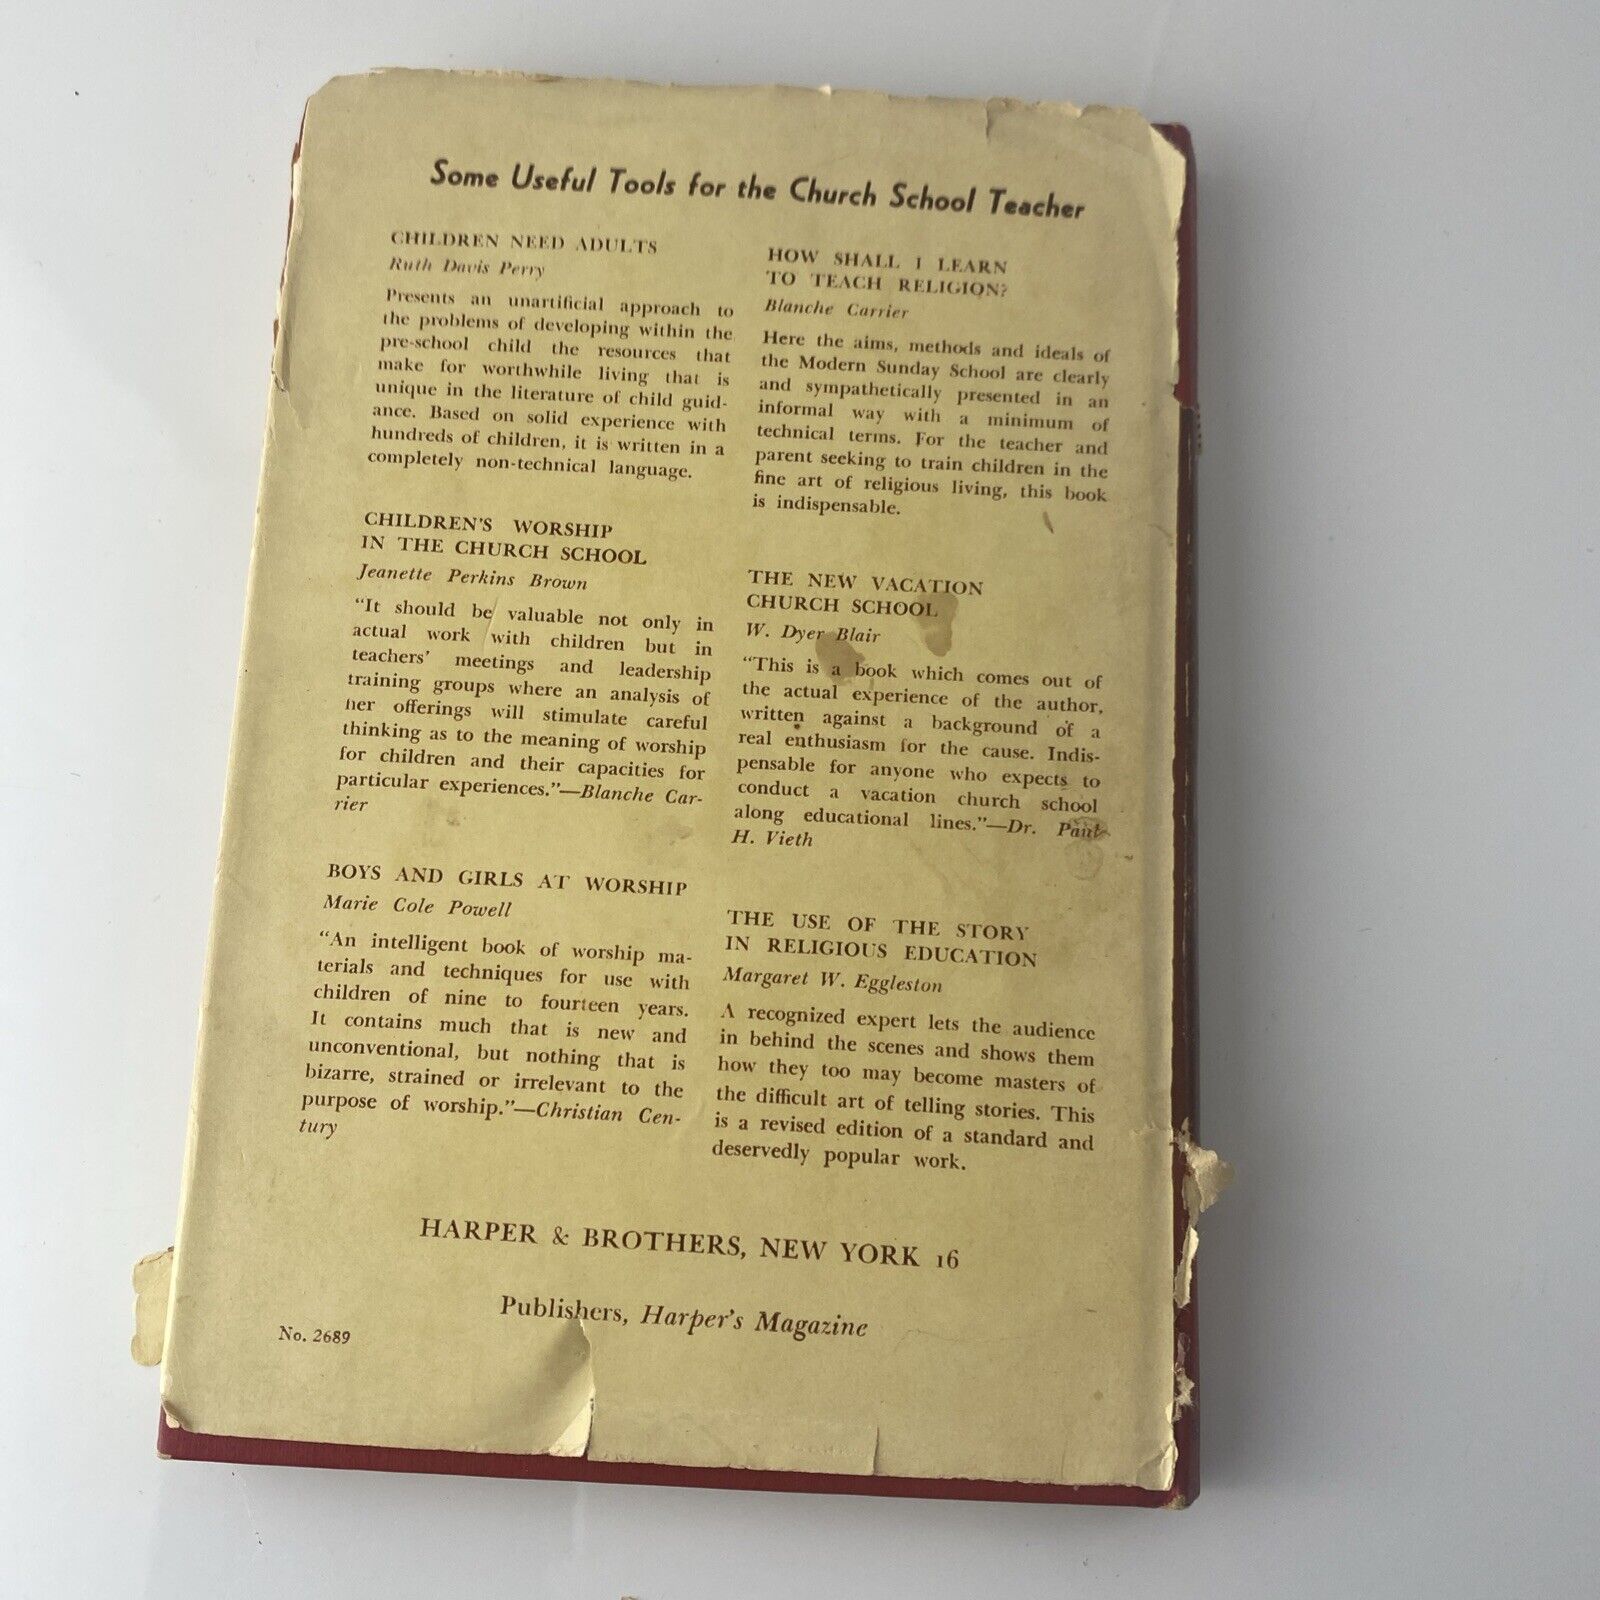 Some Useful Tools for the Church School Teacher
CHILDREN NEED ADULTS
Ruth Davis Perry
Presents an unartificial approach to
the problems of developing within the
pre-school child the resources that
make for worthwhile living that is
unique in the literature of child guid-
ance. Based on solid experience with
hundreds of children, it is written in a
completely non-technical language.
CHILDREN'S WORSHIP
IN THE CHURCH SCHOOL
Jeanette Perkins Brown
"It should be valuable not only in
actual work with children but in
teachers' meetings and leadership
training groups where an analysis of
her offerings will stimulate careful
thinking as to the meaning of worship
for children and their capacities for
particular experiences."—Blanche Car-
rier
BOYS AND GIRLS AT WORSHIP
Marie Cole Powell
"An intelligent book of worship ma-
terials and techniques for use with
children of nine to fourteen years.
It contains much that is new and
unconventional, but nothing that is
bizarre, strained or irrelevant to the
purpose of worship."—Christian Cen-
tury
HOW SHALL I LEARN
TO TEACH RELIGION?
Blanche Carrier
Here the aims, methods and ideals of
the Modern Sunday School are clearly
and sympathetically presented in an
informal way with a minimum of
technical terms. For the teacher and
parent seeking to train children in the
fine art of religious living, this book
is indispensable.
THE NEW VACATION
CHURCH SCHOOL
W. Dyer Blair
"This is a book which comes out of
the actual experience of the author,
written against a background of a
real enthusiasm for the cause. Indis-
pensable for anyone who expects to
conduct a vacation church school
along educational lines."—Dr. Paul
H. Vieth
THE USE OF THE STORY
IN RELIGIOUS EDUCATION
Margaret W. Eggleston
A recognized expert lets the audience
in behind the scenes and shows them
how they too may become masters of
the difficult art of telling stories. This
is a revised edition of a standard and
deservedly popular work.
HARPER & BROTHERS, NEW YORK 16
Publishers, Harper's Magazine
No. 2689